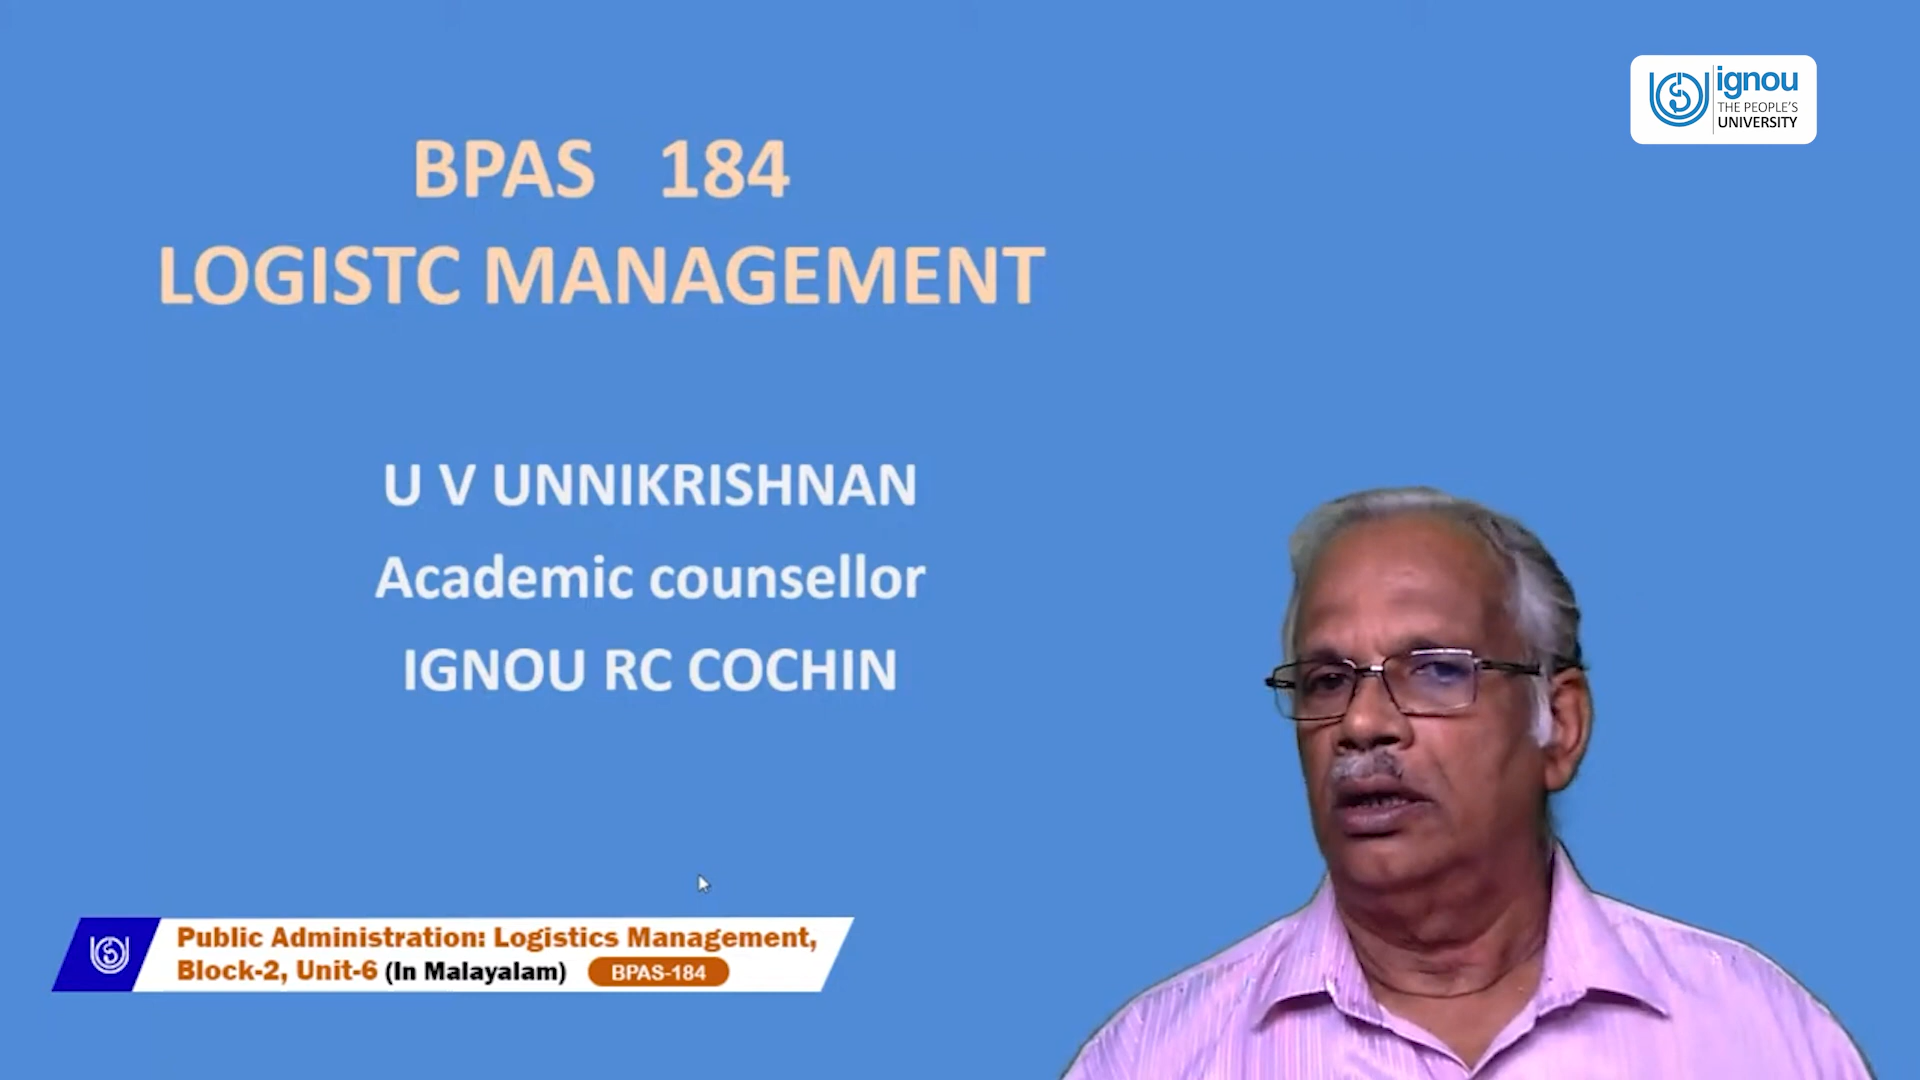 ignou
THE PEOPLE'S
UNIVERSITY
BPAS 184
LOGISTC MANAGEMENT
U V UNNIKRISHNAN
Academic counsellor
IGNOU RC COCHIN
Public Administration: Logistics Management,
Block-2, Unit-6 (In Malayalam) BPAS-184